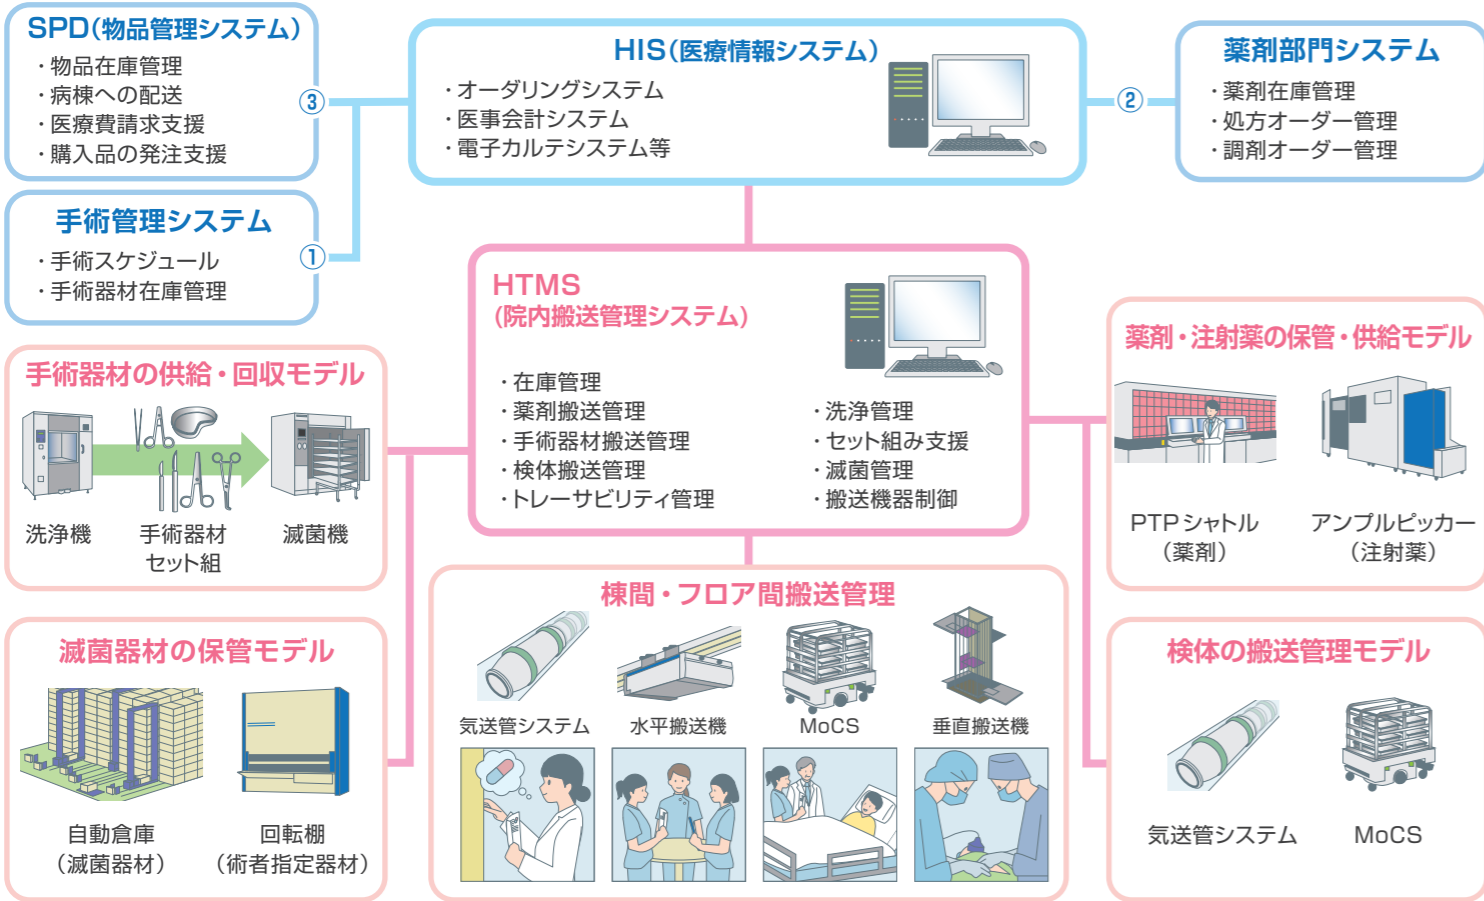 SPD(物品管理システム)
・物品在庫管理
・病棟への配送
・医療費請求支援
・購入品の発注支援
③
HIS(医療情報システム)
・オーダリングシステム
・医事会計システム
・電子カルテシステム等
②
薬剤部門システム
・薬剤在庫管理
・処方オーダー管理
・調剤オーダー管理
手術管理システム
・手術スケジュール
・手術器材在庫管理
①
HTMS
(院内搬送管理システム)
・在庫管理
・薬剤搬送管理
・手術器材搬送管理
・検体搬送管理
・トレーサビリティ管理
・洗浄管理
・セット組み支援
・滅菌管理
・搬送機器制御
手術器材の供給・回収モデル
洗浄機
手術器材
セット組
滅菌機
薬剤・注射薬の保管・供給モデル
PTPシャトル
(薬剤)
アンプルピッカー
(注射薬)
滅菌器材の保管モデル
自動倉庫
(滅菌器材)
回転棚
(術者指定器材)
棟間・フロア間搬送管理
気送管システム
水平搬送機
MoCS
垂直搬送機
検体の搬送管理モデル
気送管システム
MoCS